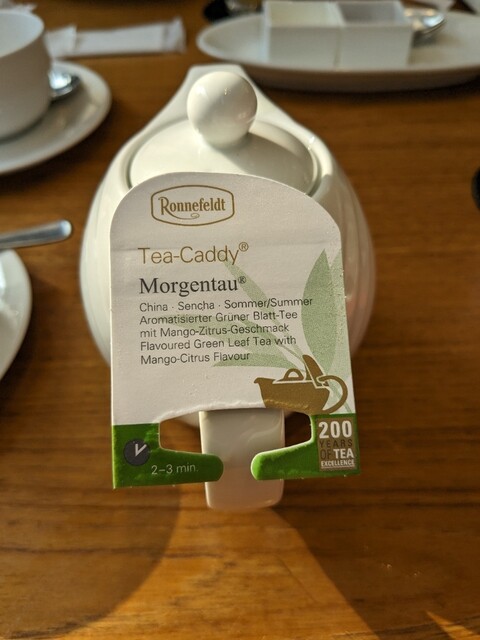 Ronnefeldt
Tea-Caddy®
Morgentau®
China · Sencha · Sommer/Summer
Aromatisierter Grüner Blatt-Tee
mit Mango-Zitrus-Geschmack
Flavoured Green Leaf Tea with
Mango-Citrus Flavour
2–3 min.
200
YEARS
OF TEA
EXCELLENCE